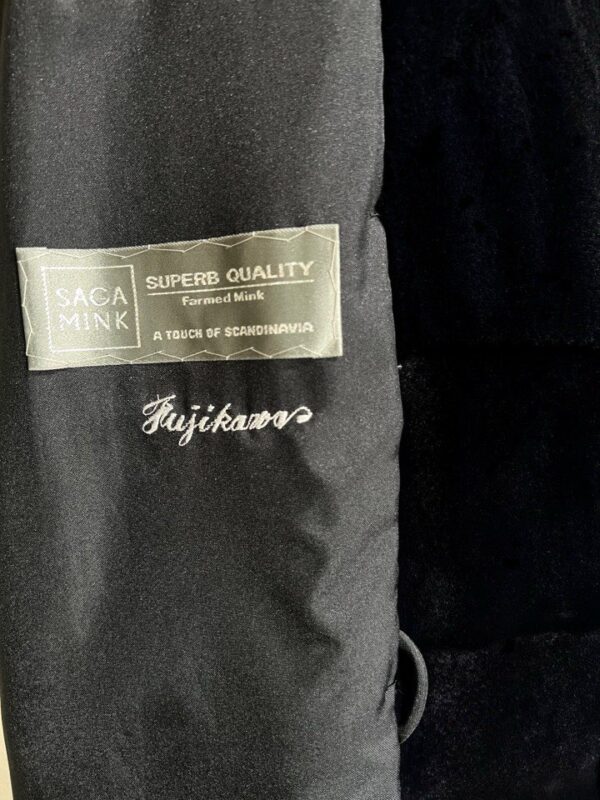 SAGA
MINK
SUPERB QUALITY
Farmed Mink
A TOUCH OF SCANDINAVIA
Fujikawa